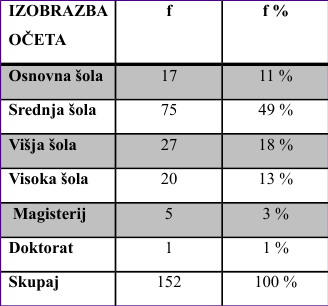 IZOBRAZBA OČETA f f %
Osnovna šola 17 11 %
Srednja šola 75 49 %
Višja šola 27 18 %
Visoka šola 20 13 %
Magisterij 5 3 %
Doktorat 1 1 %
Skupaj 152 100 %